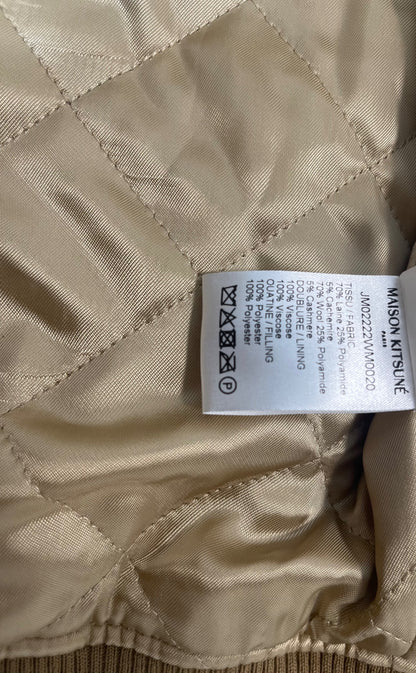 MAISON KITSUNÉ
PARIS
JM02222WM0020
TISSU / FABRIC
70% Laine 25% Polyamide
5% Cachemire
70% Wool 25% Polyamide
5% Cashmere
DOUBLURE / LINING
100% Viscose
100% Viscose
OUATINE / FILLING
100% Polyester
100% Polyester
P